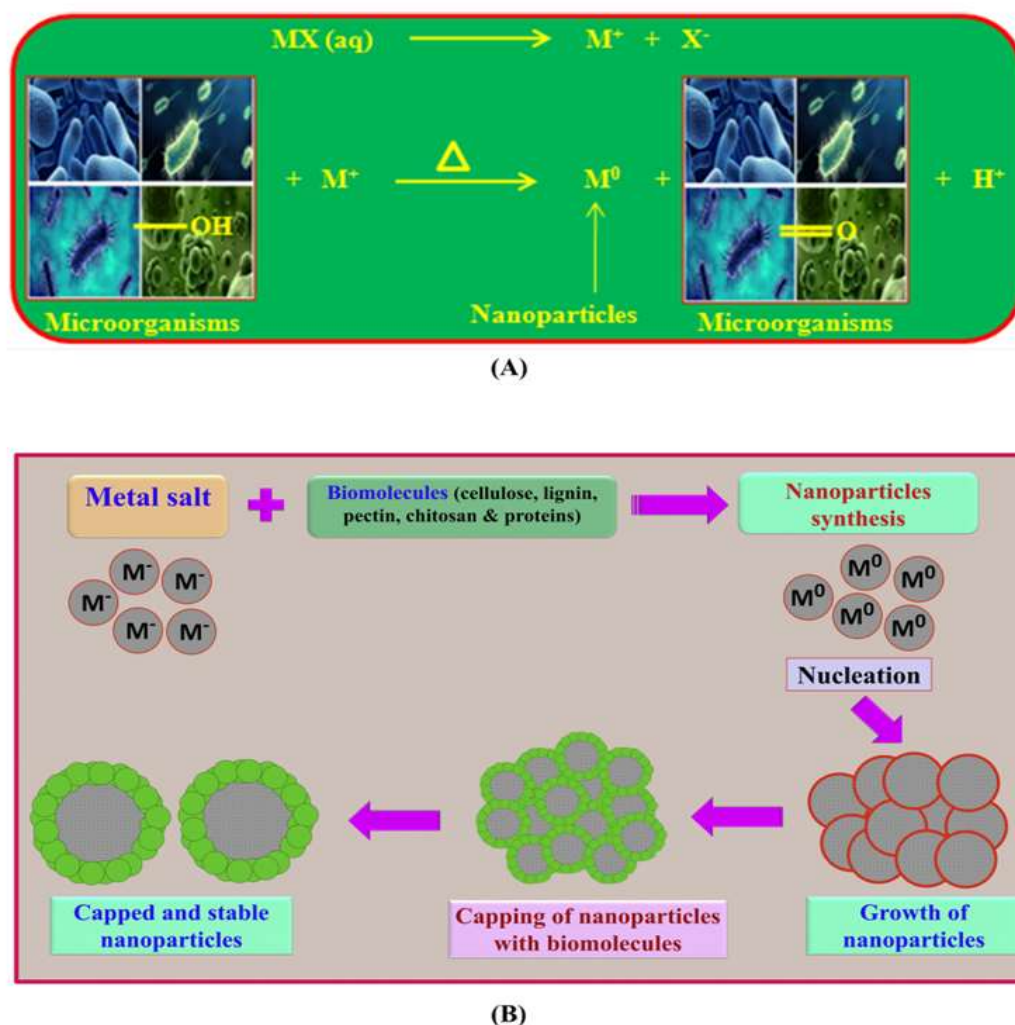 MX (aq) ⟶ M⁺ + X⁻
OH + M⁺ Δ⟶ M⁰ + O + H⁺
Microorganisms Nanoparticles Microorganisms
(A)
Metal salt + Biomolecules (cellulose, lignin,
pectin, chitosan & proteins)
Nanoparticles
synthesis
M⁻ M⁻ M⁻ M⁻ M⁻
M⁰ M⁰ M⁰ M⁰ M⁰
Nucleation
Capped and stable
nanoparticles
Capping of nanoparticles
with biomolecules
Growth of
nanoparticles
(B)